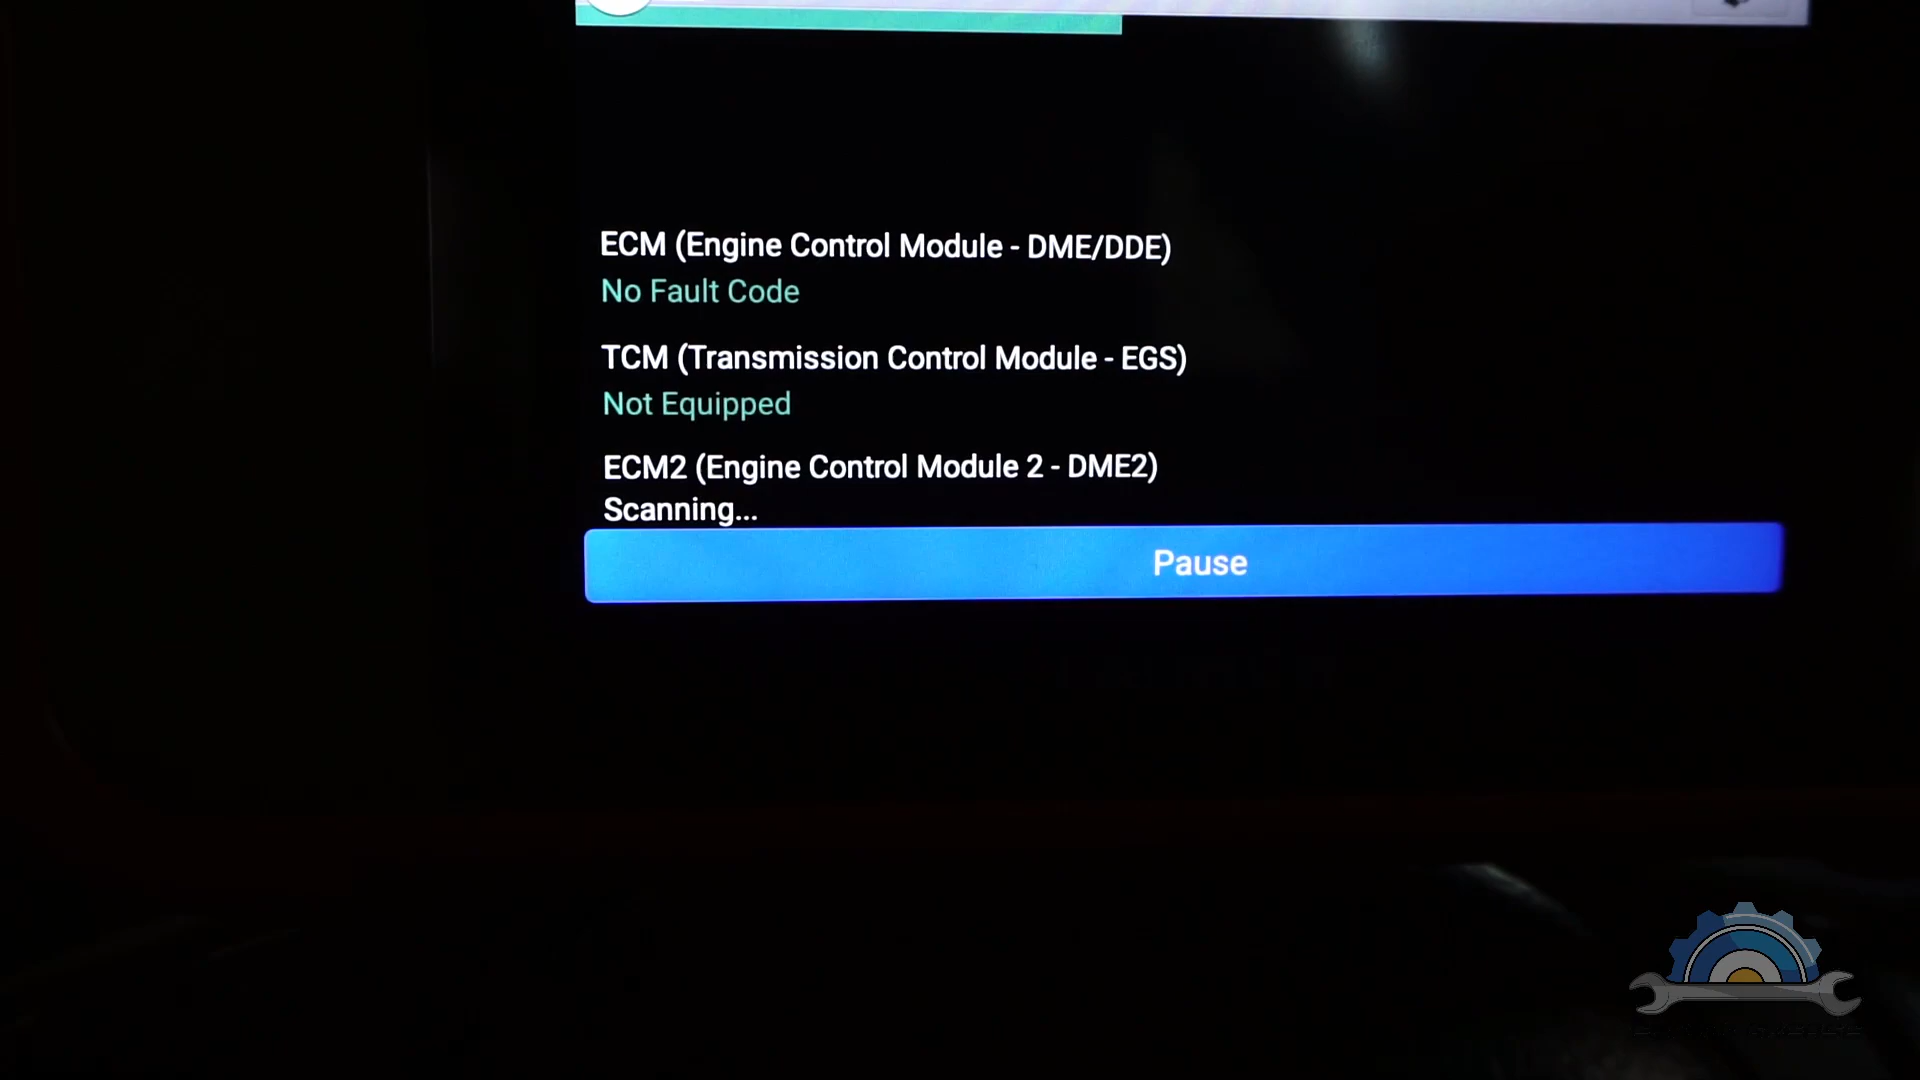 ECM (Engine Control Module - DME/DDE)
No Fault Code
TCM (Transmission Control Module - EGS)
Not Equipped
ECM2 (Engine Control Module 2 - DME2)
Scanning...
Pause